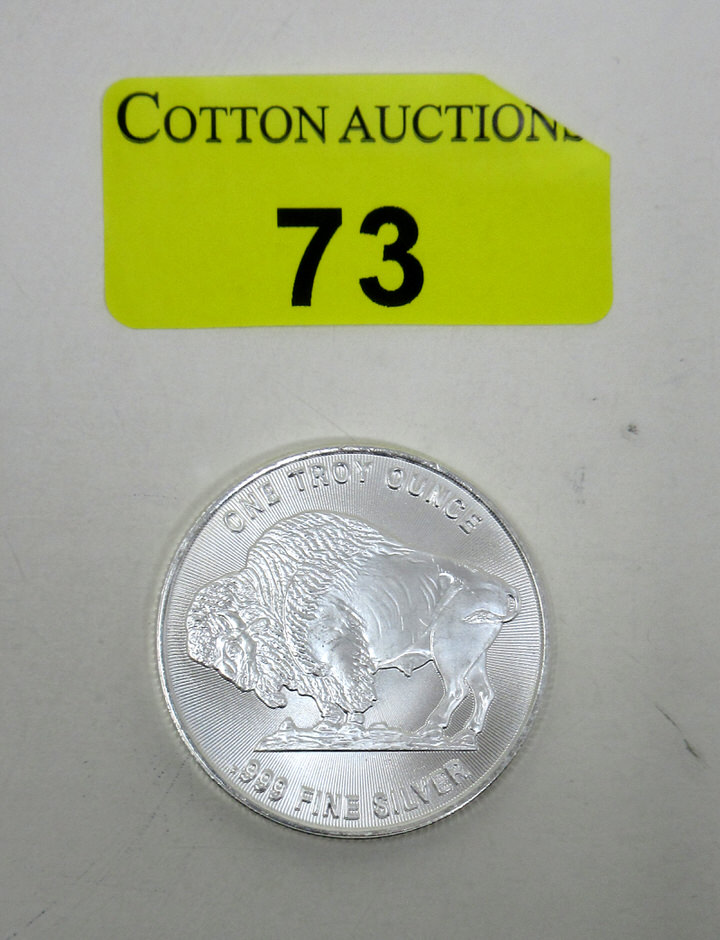 COTTON AUCTIONS
73
ONE TROY OUNCE
.999 FINE SILVER